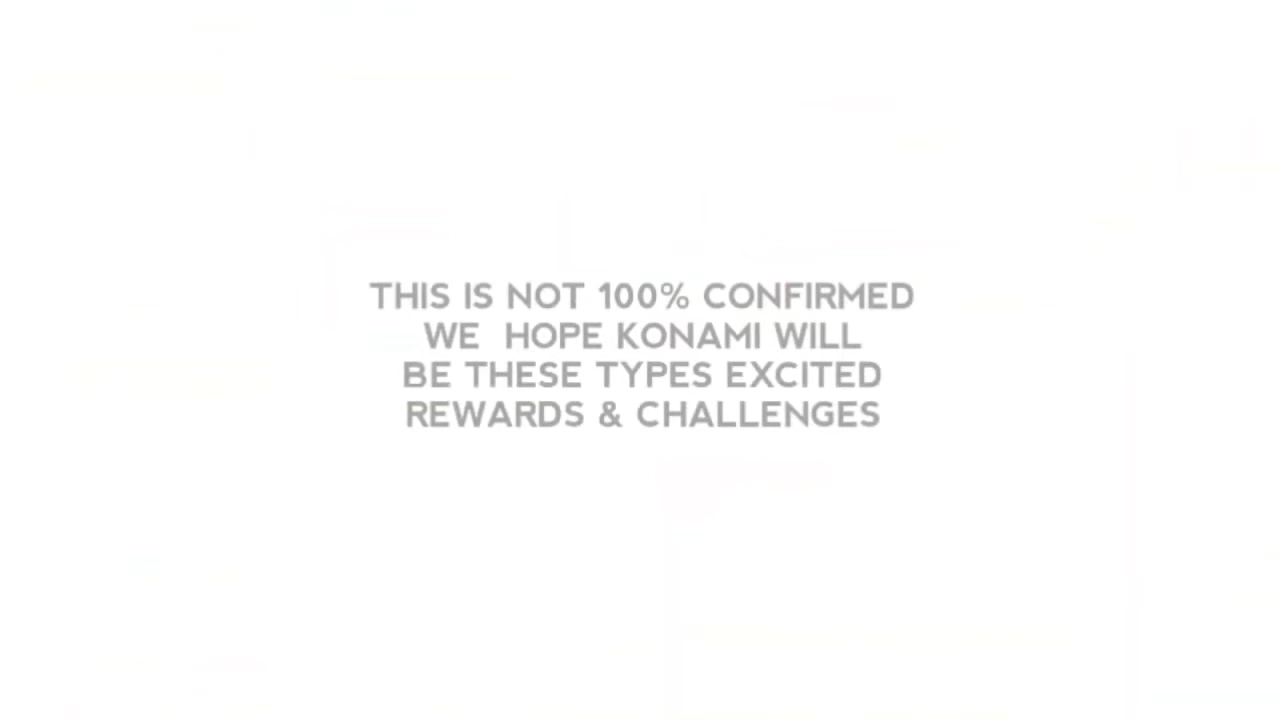 THIS IS NOT 100% CONFIRMED
WE HOPE KONAMI WILL
BE THESE TYPES EXCITED
REWARDS & CHALLENGES